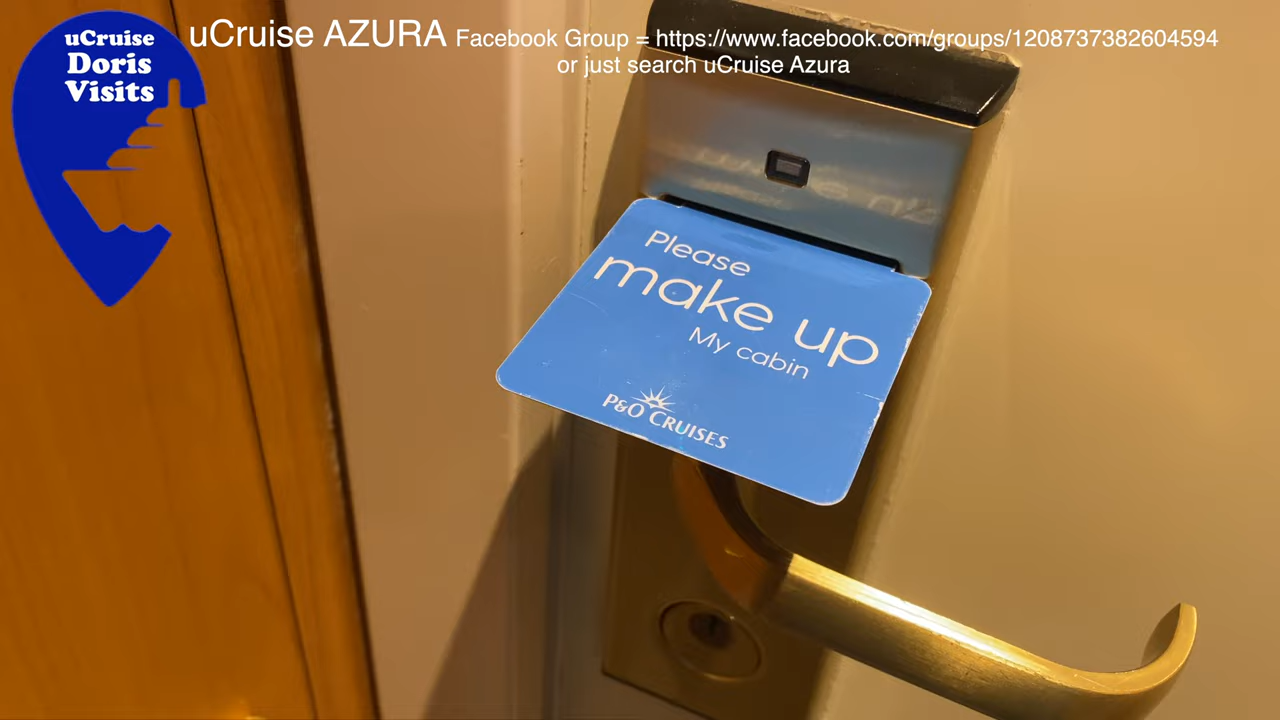 uCruise
Doris
Visits
uCruise AZURA Facebook Group = https://www.facebook.com/groups/1208737382604594
or just search uCruise Azura
Please
make up
My cabin
P&O CRUISES